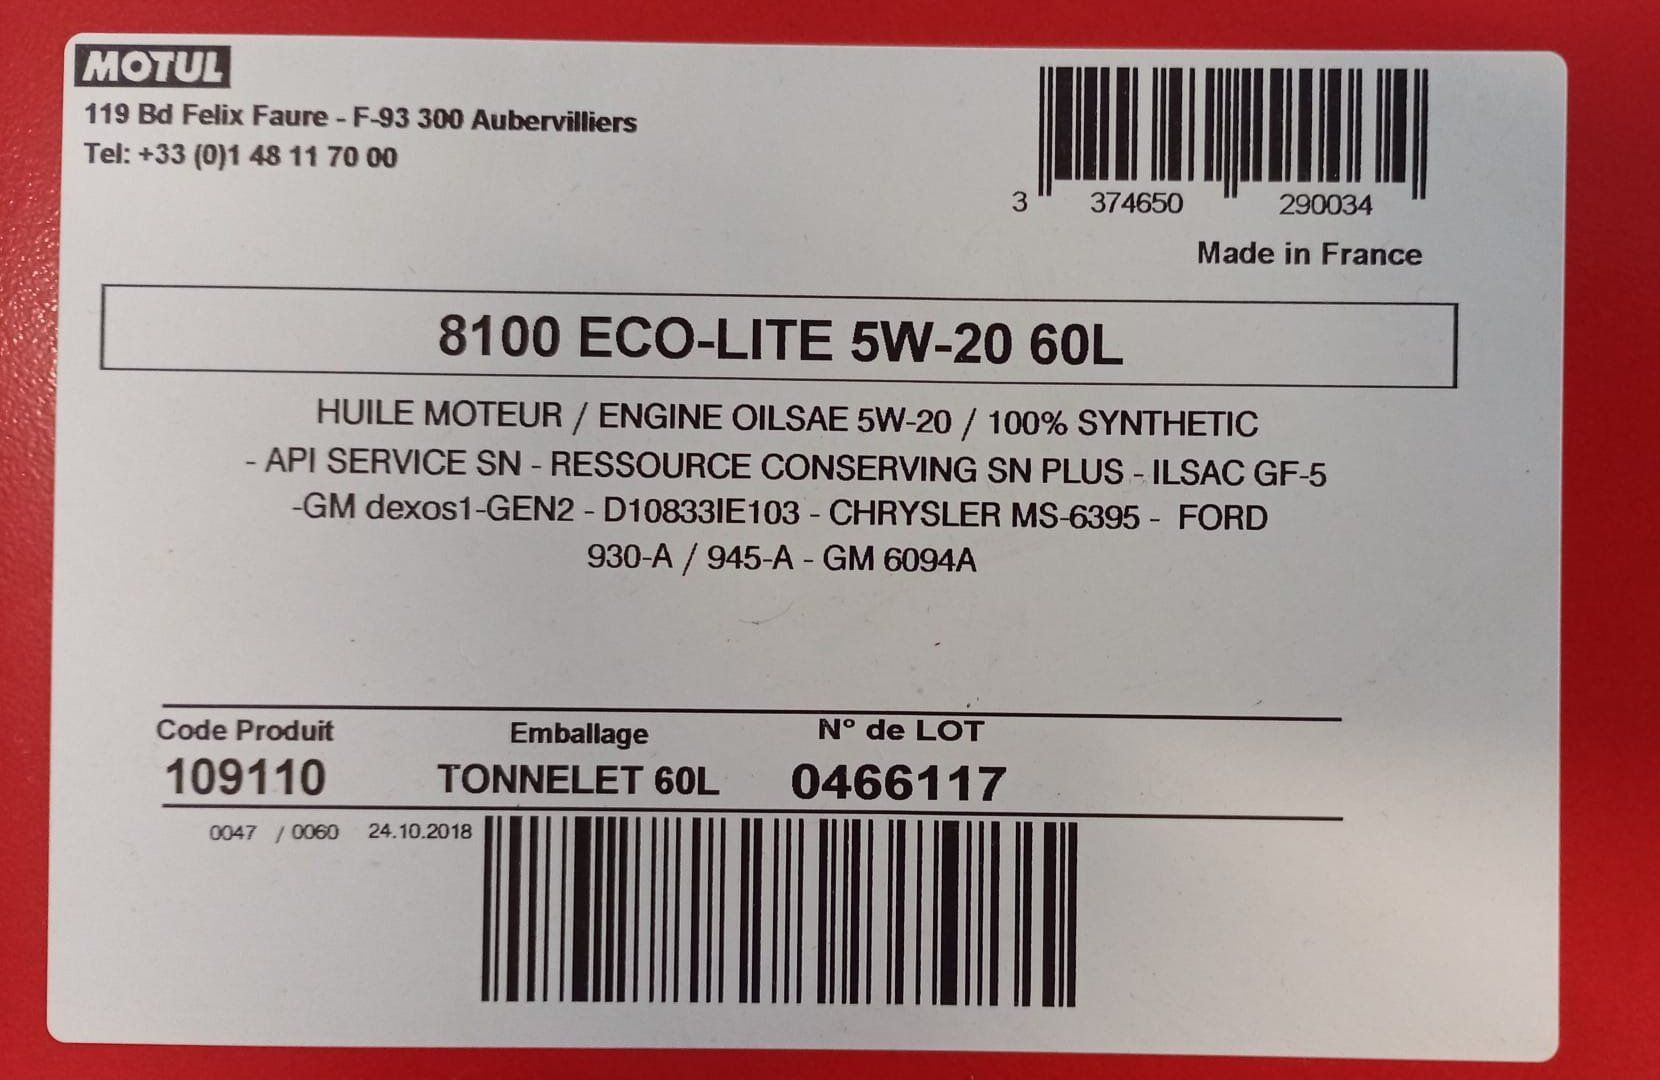 MOTUL
119 Bd Felix Faure - F-93 300 Aubervilliers
Tel: +33 (0)1 48 11 70 00
3 374650 290034
Made in France
8100 ECO-LITE 5W-20 60L
HUILE MOTEUR / ENGINE OILSAE 5W-20 / 100% SYNTHETIC
- API SERVICE SN - RESSOURCE CONSERVING SN PLUS - ILSAC GF-5
-GM dexos1-GEN2 - D10833IE103 - CHRYSLER MS-6395 - FORD
930-A / 945-A - GM 6094A
Code Produit Emballage N° de LOT
109110 TONNELET 60L 0466117
0047 / 0060 24.10.2018